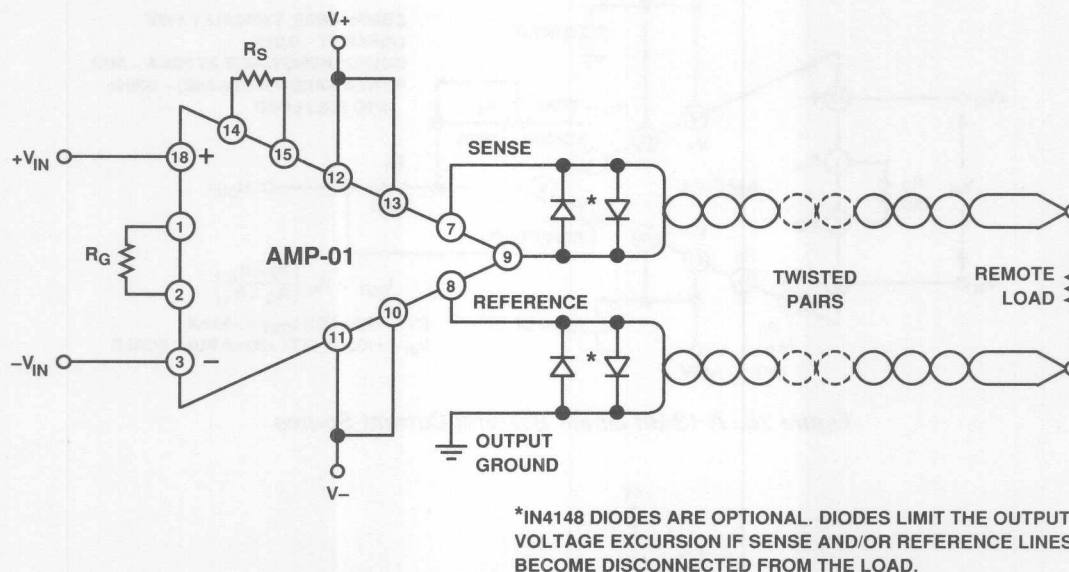 V+
RS
14
15
+VIN
18
+
12
13
SENSE
*
7
1
RG
AMP-01
9
2
8
TWISTED
PAIRS
REMOTE
LOAD
REFERENCE
10
11
*
-VIN
3
-
OUTPUT
GROUND
V-
*IN4148 DIODES ARE OPTIONAL. DIODES LIMIT THE OUTPUT
VOLTAGE EXCURSION IF SENSE AND/OR REFERENCE LINES
BECOME DISCONNECTED FROM THE LOAD.